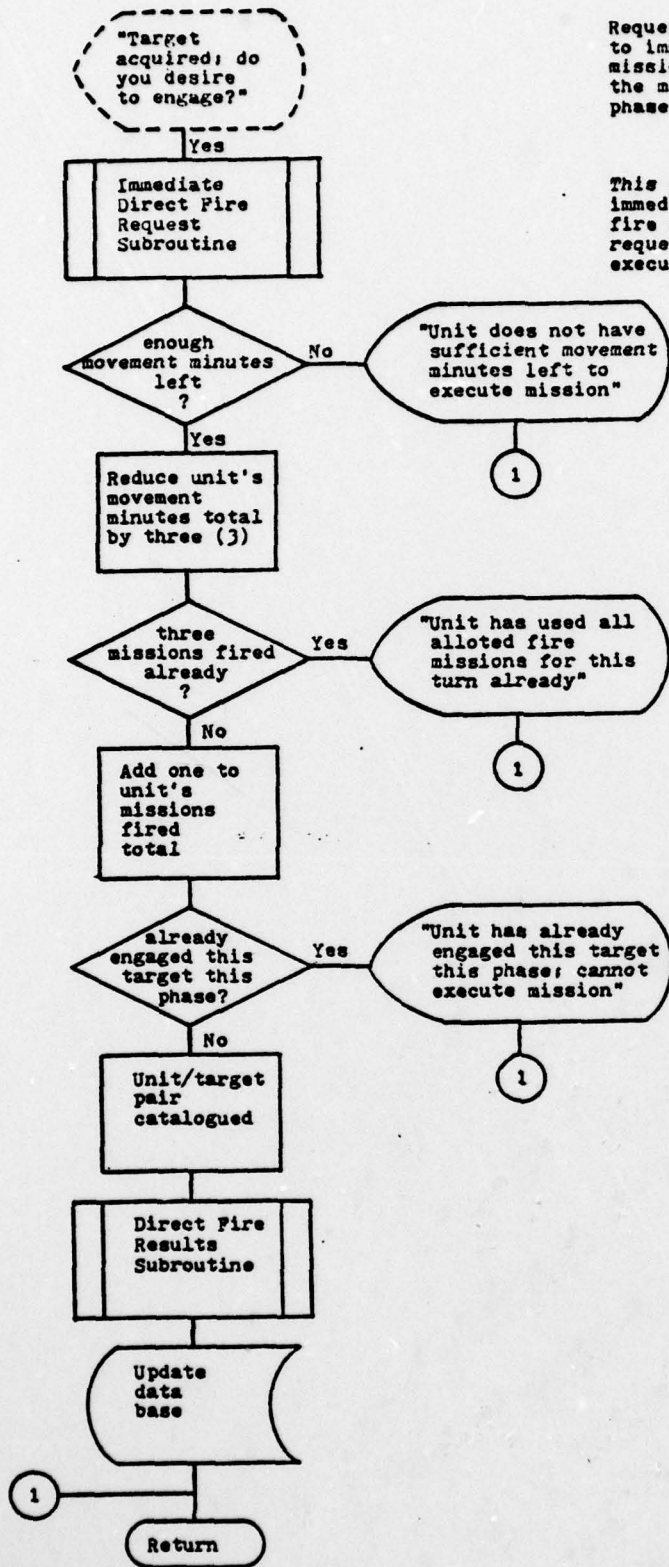 "Target
acquired; do
you desire
to engage?"
Yes
Immediate
Direct Fire
Request
Subroutine
enough
movement minutes
left
?
No
"Unit does not have
sufficient movement
minutes left to
execute mission"
1
Yes
Reduce unit's
movement
minutes total
by three (3)
three
missions fired
already
?
Yes
"Unit has used all
alloted fire
missions for this
turn already"
1
No
Add one to
unit's
missions
fired
total
already
engaged this
target this
phase?
Yes
"Unit has already
engaged this target
this phase; cannot
execute mission"
1
No
Unit/target
pair
catalogued
Direct Fire
Results
Subroutine
Update
data
base
1
Return
Reque
to im
missi
the m
phase
This
immed
fire
reque
execu